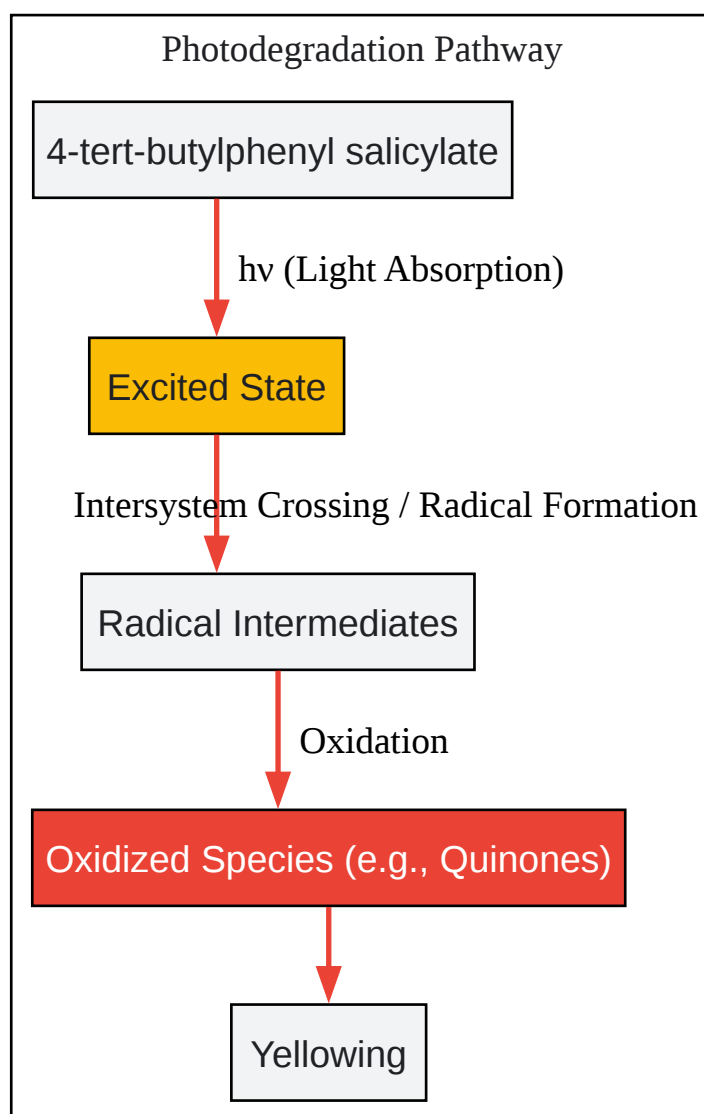 Photodegradation Pathway
4-tert-butylphenyl salicylate
hν (Light Absorption)
Excited State
Intersystem Crossing / Radical Formation
Radical Intermediates
Oxidation
Oxidized Species (e.g., Quinones)
Yellowing